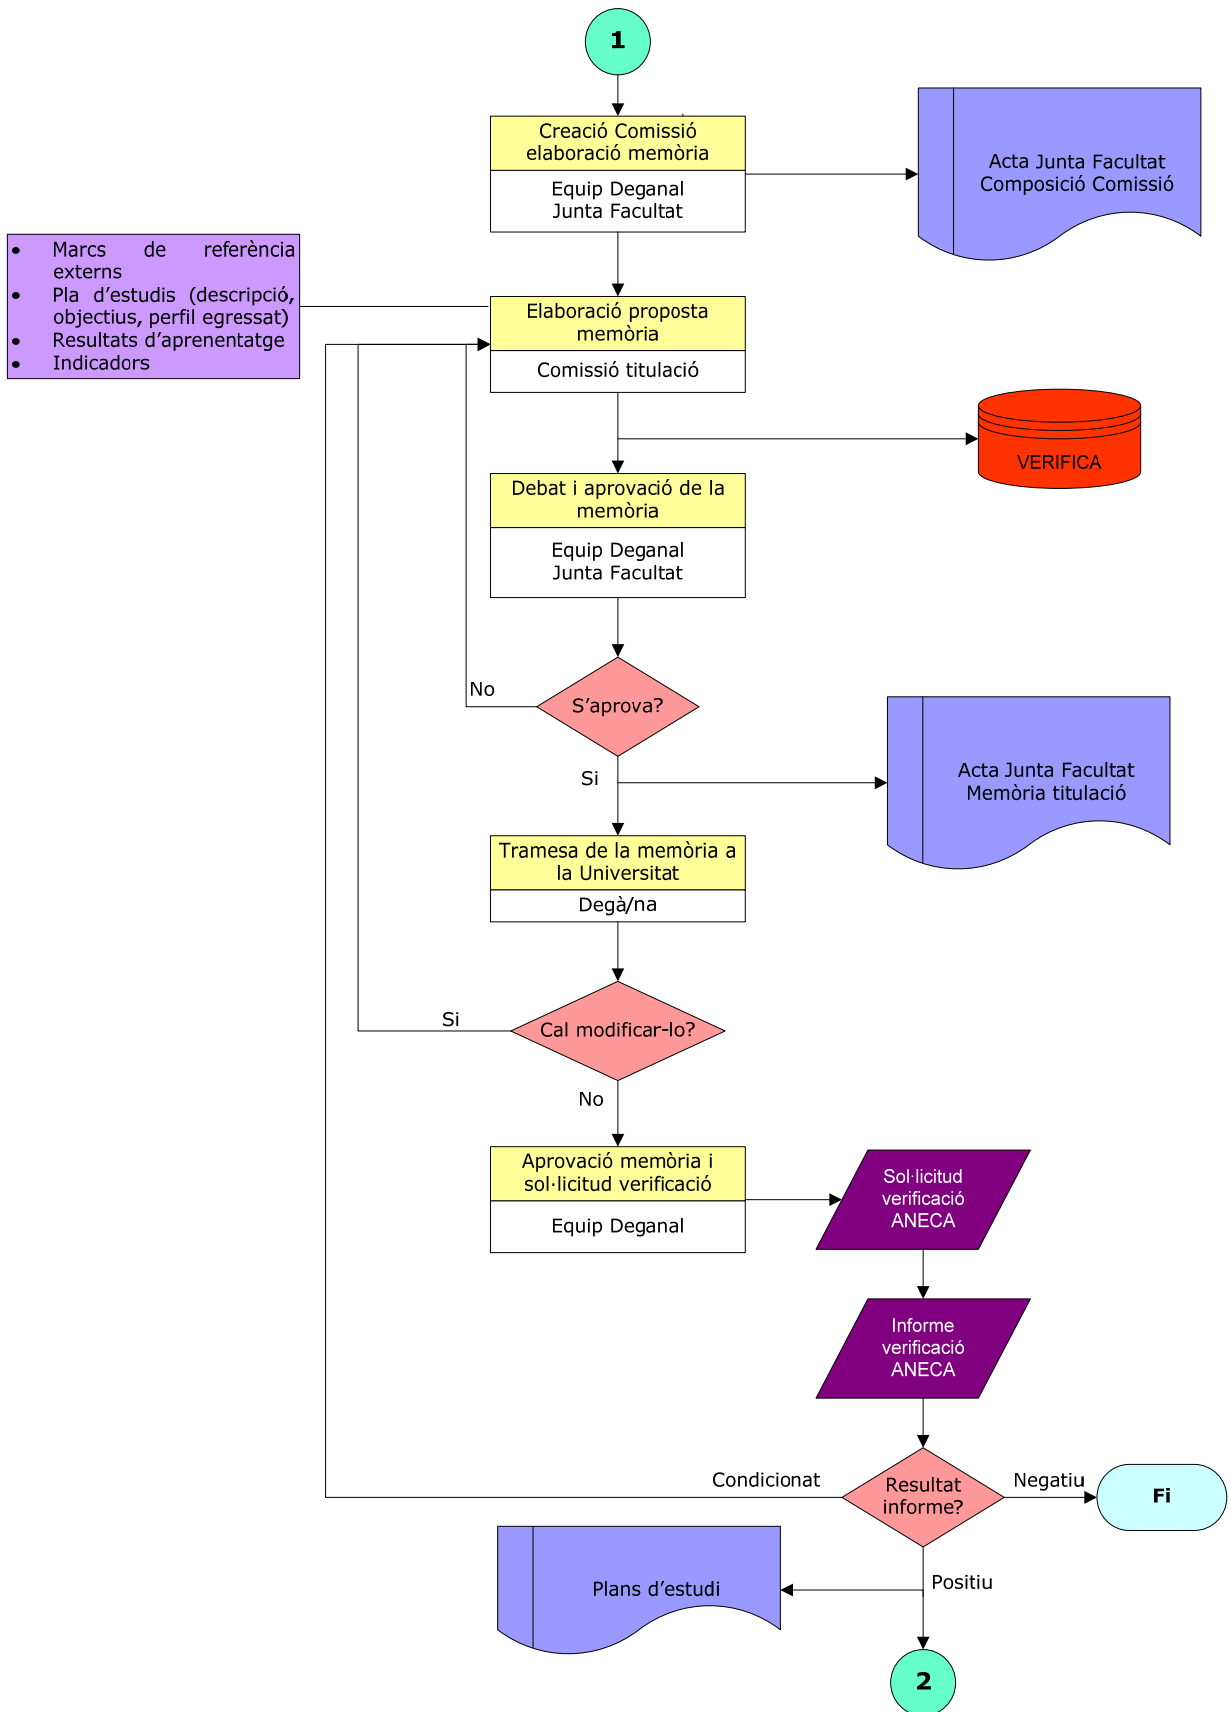 1
Creació Comissió
elaboració memòria
Equip Deganal
Junta Facultat
Acta Junta Facultat
Composició Comissió
• Marcs de referència
externs
• Pla d'estudis (descripció,
objectius, perfil egressat)
• Resultats d'aprenentatge
• Indicadors
Elaboració proposta
memòria
Comissió titulació
VERIFICA
Debat i aprovació de la
memòria
Equip Deganal
Junta Facultat
No
S'aprova?
Si
Acta Junta Facultat
Memòria titulació
Tramesa de la memòria a
la Universitat
Degà/na
Si
Cal modificar-lo?
No
Aprovació memòria i
sol·licitud verificació
Equip Deganal
Sol·licitud
verificació
ANECA
Informe
verificació
ANECA
Condicionat
Resultat
informe?
Negatiu
Fi
Positiu
Plans d'estudi
2